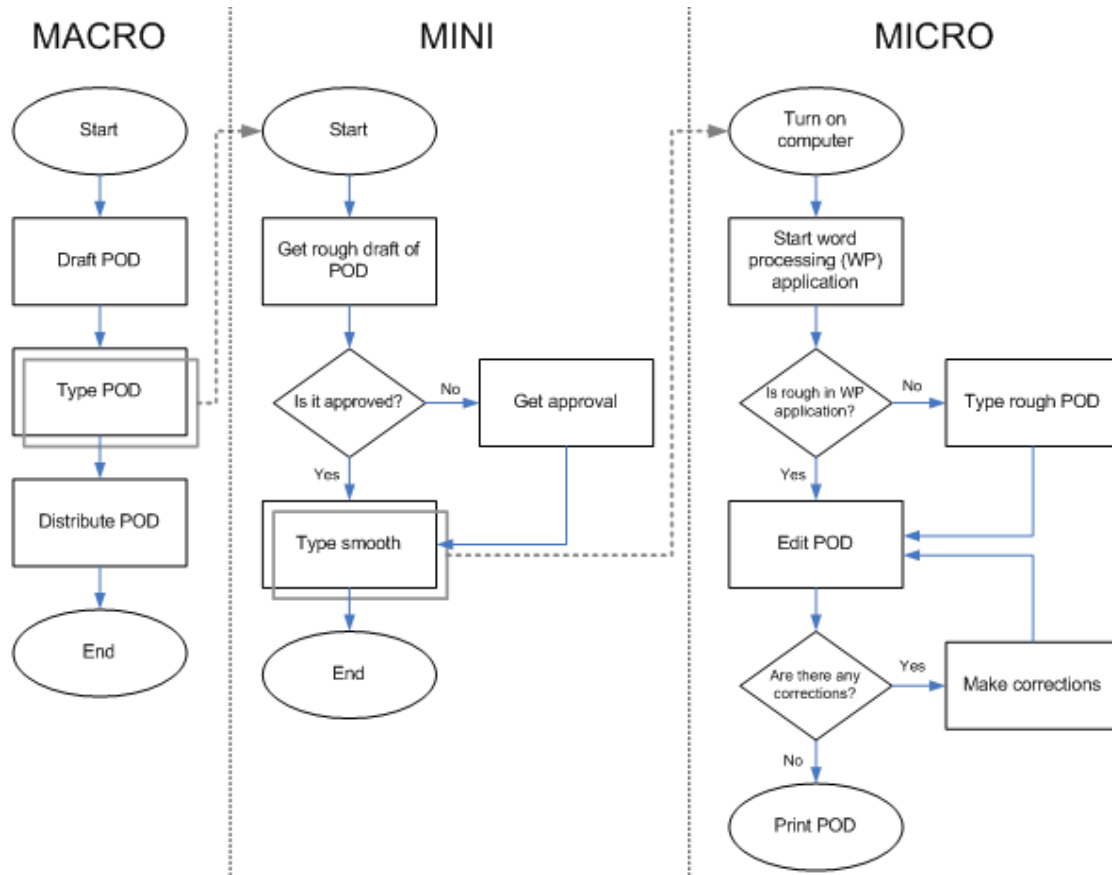 MACRO
Start
Draft POD
Type POD
Distribute POD
End
MINI
Start
Get rough draft of
POD
Is it approved?
No
Get approval
Yes
Type smooth
End
MICRO
Turn on
computer
Start word
processing (WP)
application
Is rough in WP
application?
No
Type rough POD
Yes
Edit POD
Are there any
corrections?
Yes
Make corrections
No
Print POD